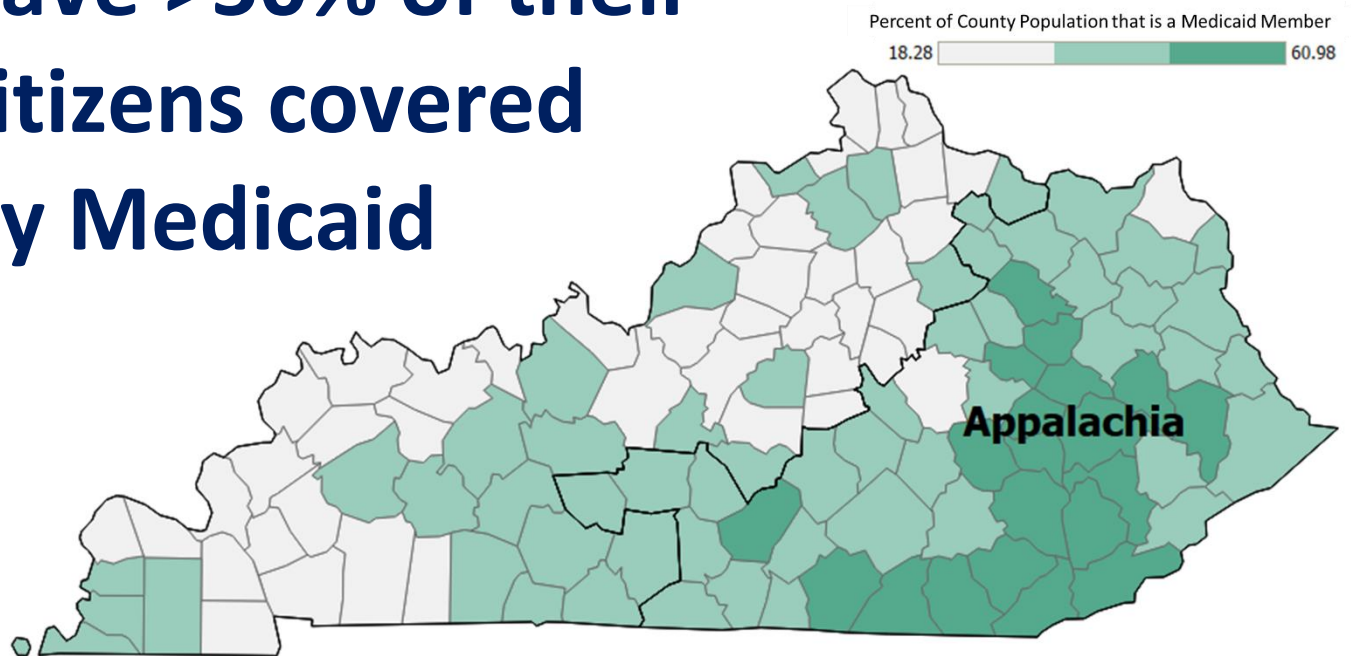 itizens covered
y Medicaid
Percent of County Population that is a Medicaid Member
18.28
60.98
Appalachia